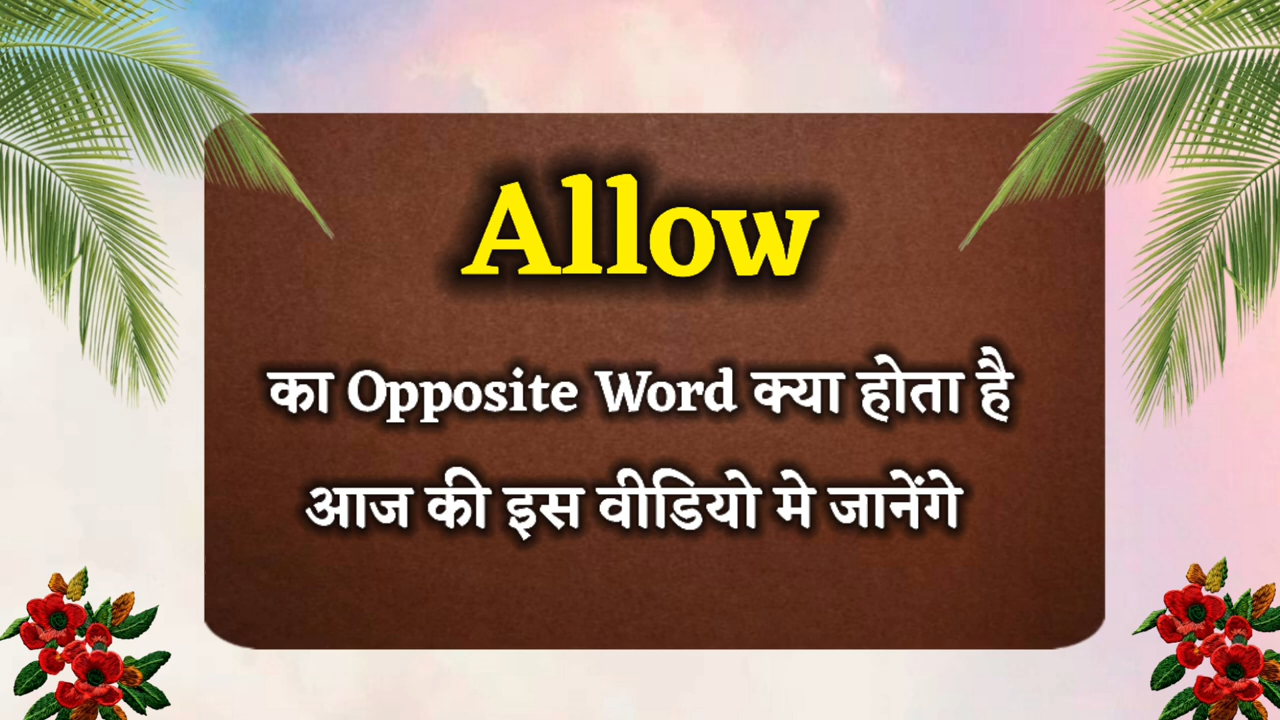 Allow
का Opposite Word क्या होता है
आज की इस वीडियो मे जानेंगे